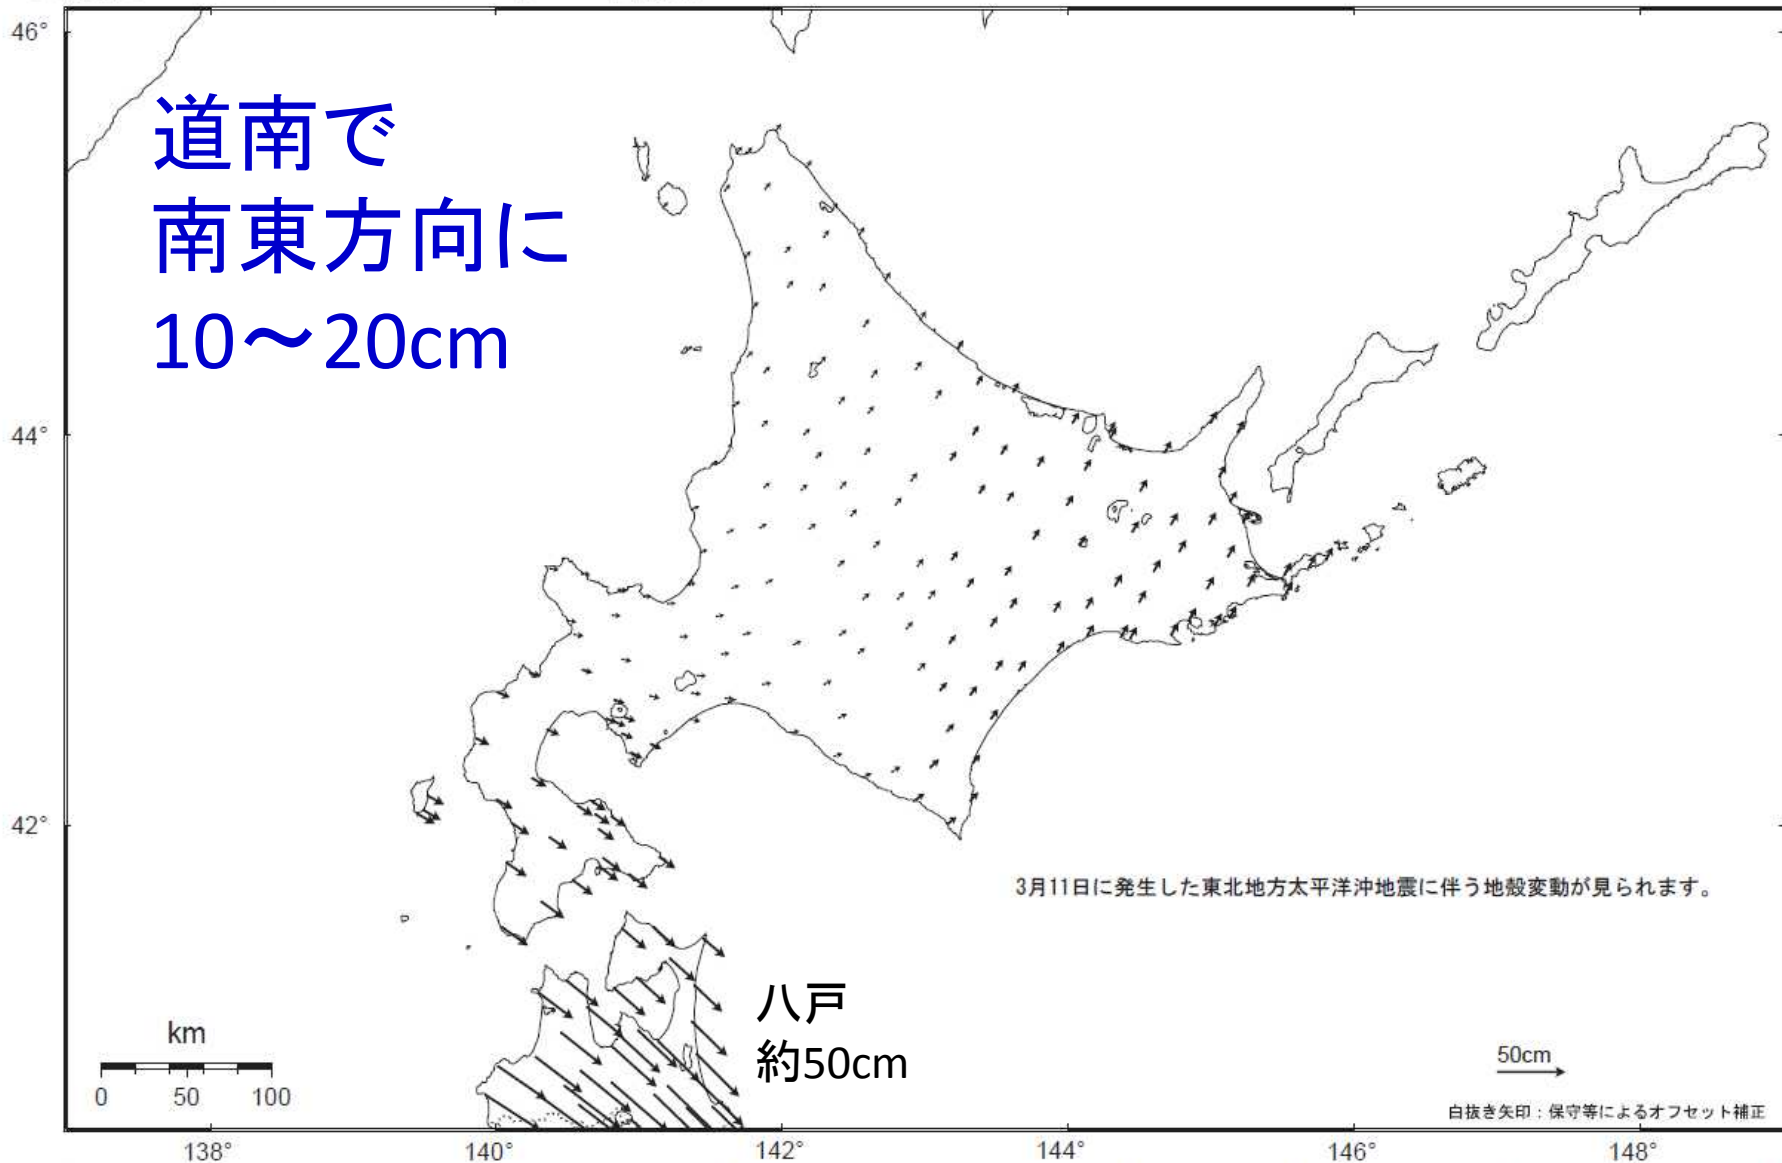 46°
道南で
南東方向に
10～20cm
44°
42°
3月11日に発生した東北地方太平洋沖地震に伴う地殻変動が見られます。
八戸
約50cm
km
0 50 100
50cm
白抜き矢印：保守等によるオフセット補正
138° 140° 142° 144° 146° 148°